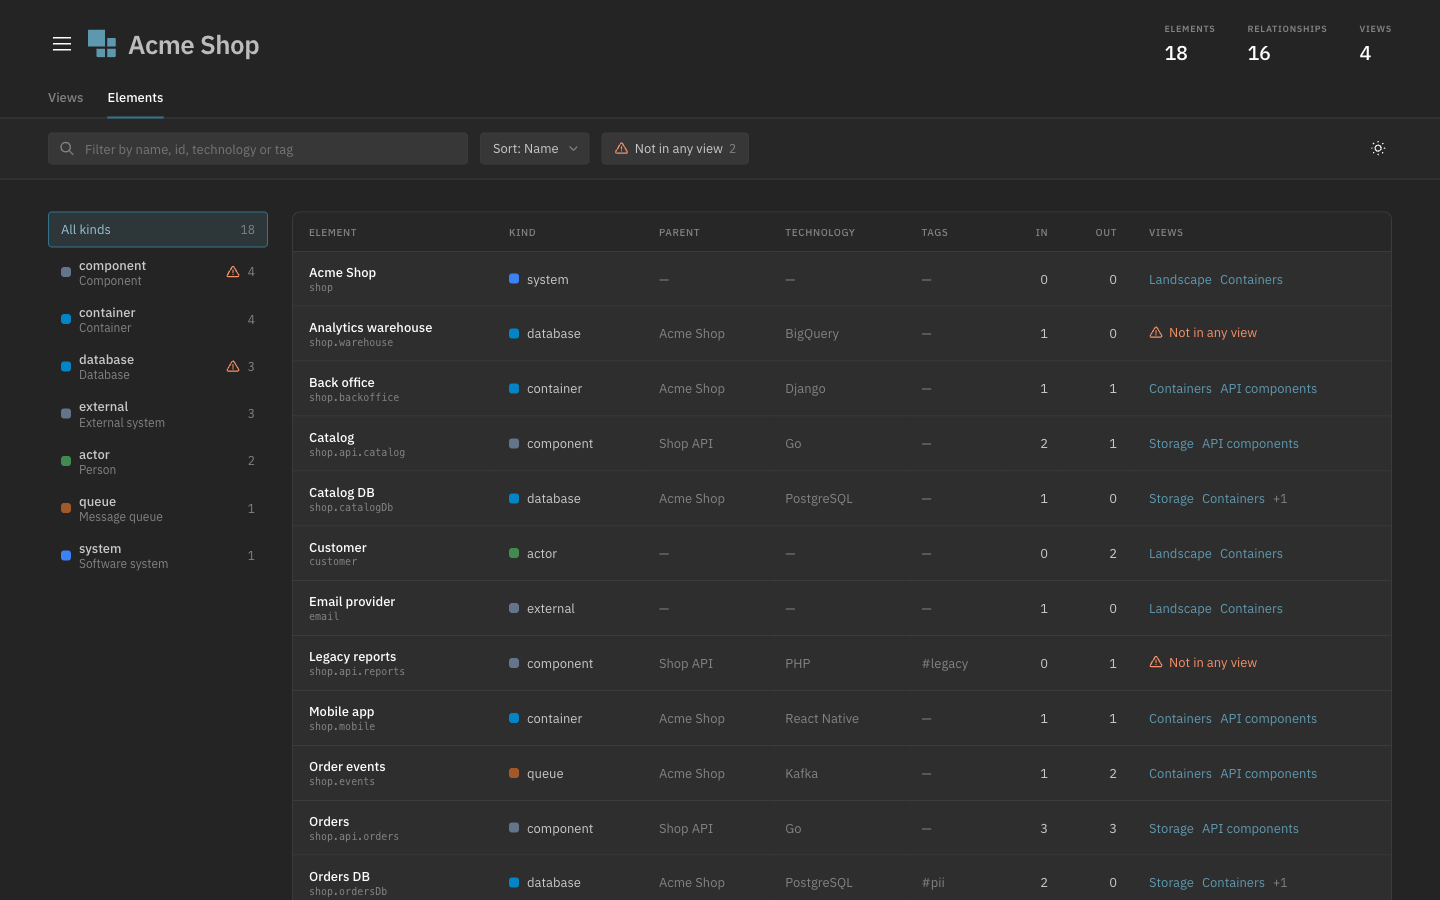 Acme Shop
ELEMENTS RELATIONSHIPS VIEWS
18 16 4
Views Elements
Filter by name, id, technology or tag Sort: Name Not in any view 2
All kinds 18
component 4
Component
container 4
Container
database 3
Database
external 3
External system
actor 2
Person
queue 1
Message queue
system 1
Software system
ELEMENT KIND PARENT TECHNOLOGY TAGS IN OUT VIEWS
Acme Shop system — — — 0 0 Landscape Containers
shop
Analytics warehouse database Acme Shop BigQuery — 1 0 Not in any view
shop.warehouse
Back office container Acme Shop Django — 1 1 Containers API components
shop.backoffice
Catalog component Shop API Go — 2 1 Storage API components
shop.api.catalog
Catalog DB database Acme Shop PostgreSQL — 1 0 Storage Containers +1
shop.catalogDb
Customer actor — — — 0 2 Landscape Containers
customer
Email provider external — — — 1 0 Landscape Containers
email
Legacy reports component Shop API PHP #legacy 0 1 Not in any view
shop.api.reports
Mobile app container Acme Shop React Native — 1 1 Containers API components
shop.mobile
Order events queue Acme Shop Kafka — 1 2 Containers API components
shop.events
Orders component Shop API Go — 3 3 Storage API components
shop.api.orders
Orders DB database Acme Shop PostgreSQL #pii 2 0 Storage Containers +1
shop.ordersDb